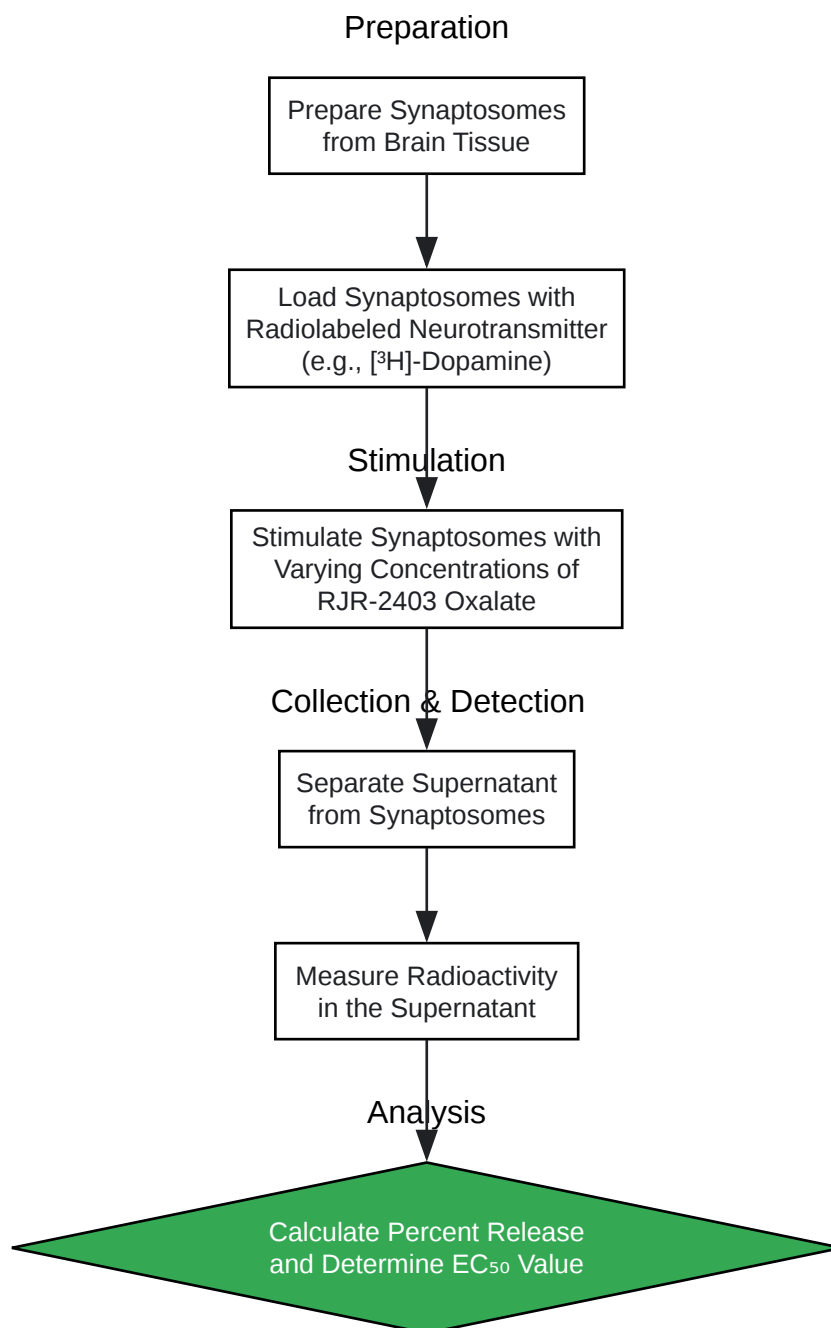 Preparation
Prepare Synaptosomes
from Brain Tissue
Load Synaptosomes with
Radiolabeled Neurotransmitter
(e.g., [³H]-Dopamine)
Stimulation
Stimulate Synaptosomes with
Varying Concentrations of
RJR-2403 Oxalate
Collection & Detection
Separate Supernatant
from Synaptosomes
Measure Radioactivity
in the Supernatant
Analysis
Calculate Percent Release
and Determine EC₅₀ Value